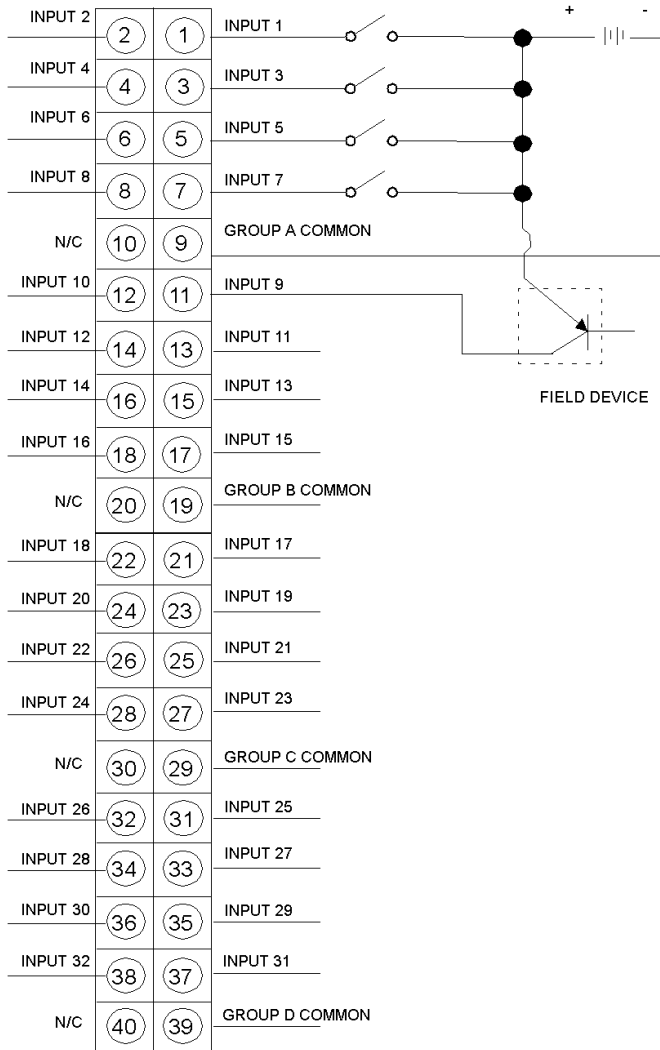 + -
INPUT 2 2 1 INPUT 1
INPUT 4 4 3 INPUT 3
INPUT 6 6 5 INPUT 5
INPUT 8 8 7 INPUT 7
N/C 10 9 GROUP A COMMON
INPUT 10 12 11 INPUT 9
INPUT 12 14 13 INPUT 11
INPUT 14 16 15 INPUT 13
FIELD DEVICE
INPUT 16 18 17 INPUT 15
N/C 20 19 GROUP B COMMON
INPUT 18 22 21 INPUT 17
INPUT 20 24 23 INPUT 19
INPUT 22 26 25 INPUT 21
INPUT 24 28 27 INPUT 23
N/C 30 29 GROUP C COMMON
INPUT 26 32 31 INPUT 25
INPUT 28 34 33 INPUT 27
INPUT 30 36 35 INPUT 29
INPUT 32 38 37 INPUT 31
N/C 40 39 GROUP D COMMON